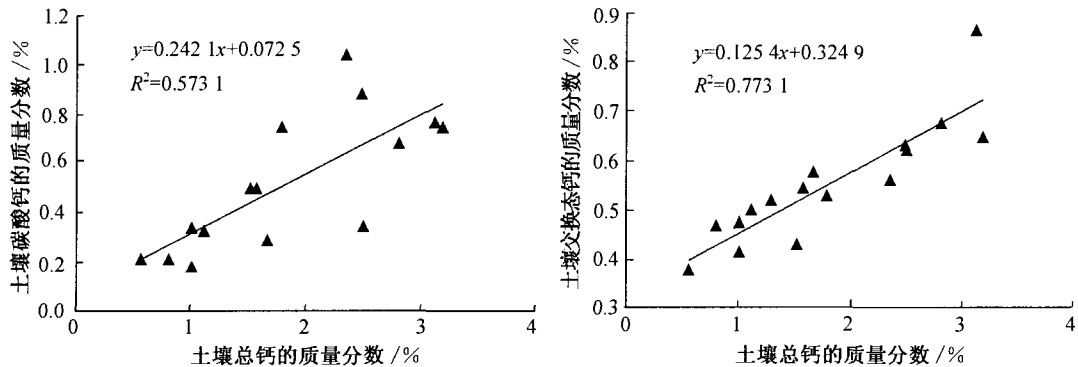 1.2
1.0
0.8
0.6
0.4
0.2
0.0
土壤碳酸钙的质量分数/%
y=0.242 1x+0.072 5
R²=0.573 1
0 1 2 3 4
土壤总钙的质量分数/%
0.9
0.8
0.7
0.6
0.5
0.4
0.3
土壤交换态钙的质量分数/%
y=0.125 4x+0.324 9
R²=0.773 1
0 1 2 3 4
土壤总钙的质量分数/%